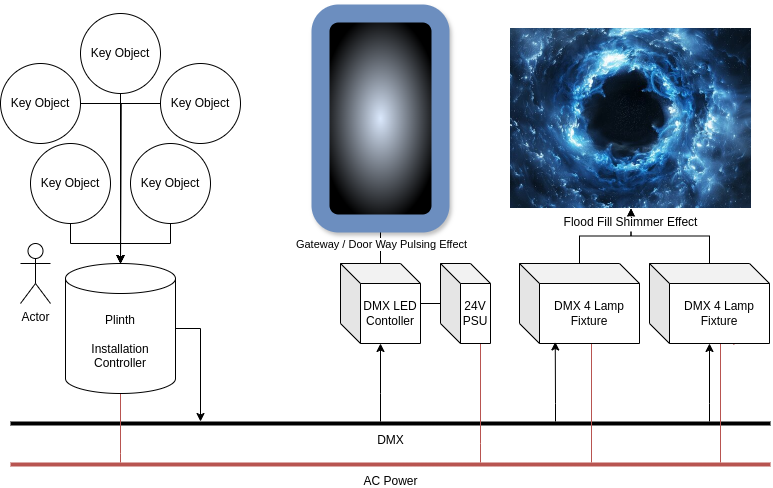 Key Object
Key Object
Key Object
Key Object
Key Object
Actor
Plinth
Installation
Controller
Gateway / Door Way Pulsing Effect
DMX LED
Contoller
24V
PSU
Flood Fill Shimmer Effect
DMX 4 Lamp
Fixture
DMX 4 Lamp
Fixture
DMX
AC Power